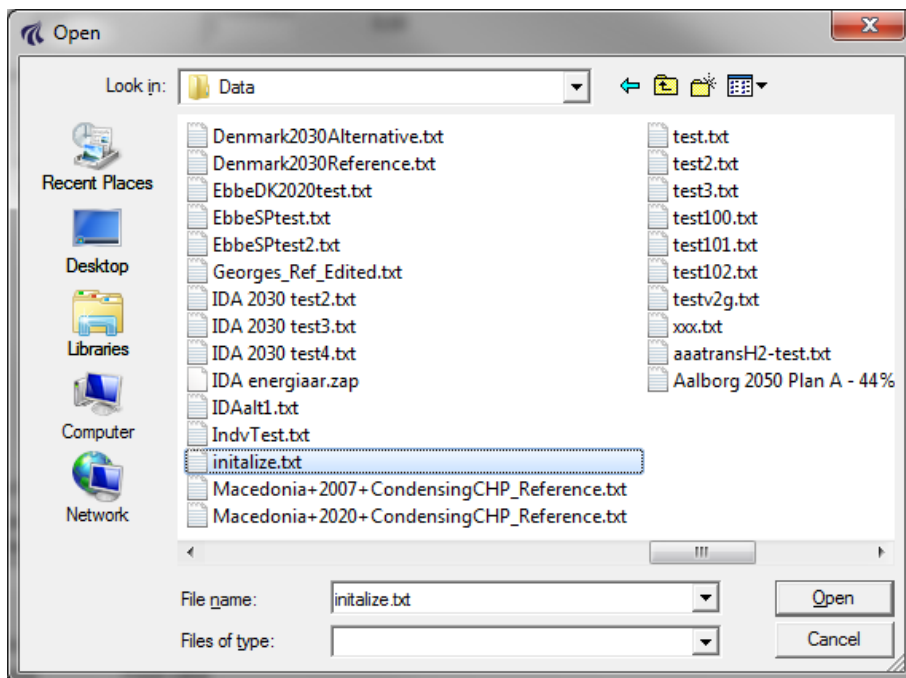 Open
Look in:
Data
Recent Places
Desktop
Libraries
Computer
Network
Denmark2030Alternative.txt
Denmark2030Reference.txt
EbbeDK2020test.txt
EbbeSPtest.txt
EbbeSPtest2.txt
Georges_Ref_Edited.txt
IDA 2030 test2.txt
IDA 2030 test3.txt
IDA 2030 test4.txt
IDA energiaar.zap
IDAalt1.txt
IndvTest.txt
initalize.txt
Macedonia+2007+CondensingCHP_Reference.txt
Macedonia+2020+CondensingCHP_Reference.txt
test.txt
test2.txt
test3.txt
test100.txt
test101.txt
test102.txt
testv2g.txt
xxx.txt
aaatransH2-test.txt
Aalborg 2050 Plan A - 44%
File name:
initalize.txt
Open
Files of type:
Cancel